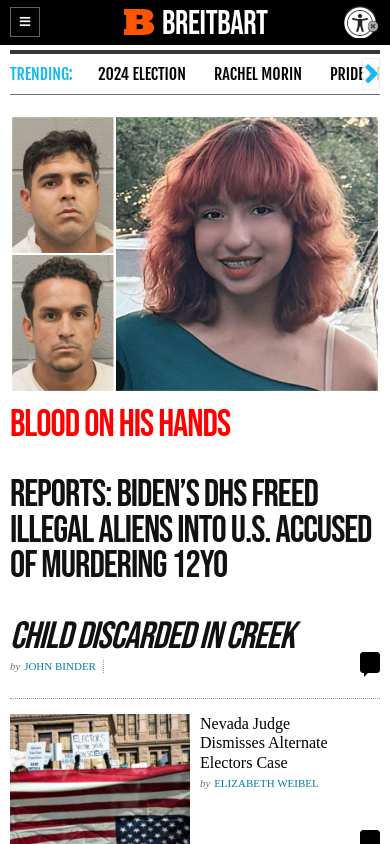 BREITBART
TRENDING:
2024 ELECTION
RACHEL MORIN
PRIDE
BLOOD ON HIS HANDS
REPORTS: BIDEN’S DHS FREED
ILLEGAL ALIENS INTO U.S. ACCUSED
OF MURDERING 12YO
CHILD DISCARDED IN CREEK
by JOHN BINDER
ELECTORS
Nevada Judge
Dismisses Alternate
Electors Case
by ELIZABETH WEIBEL